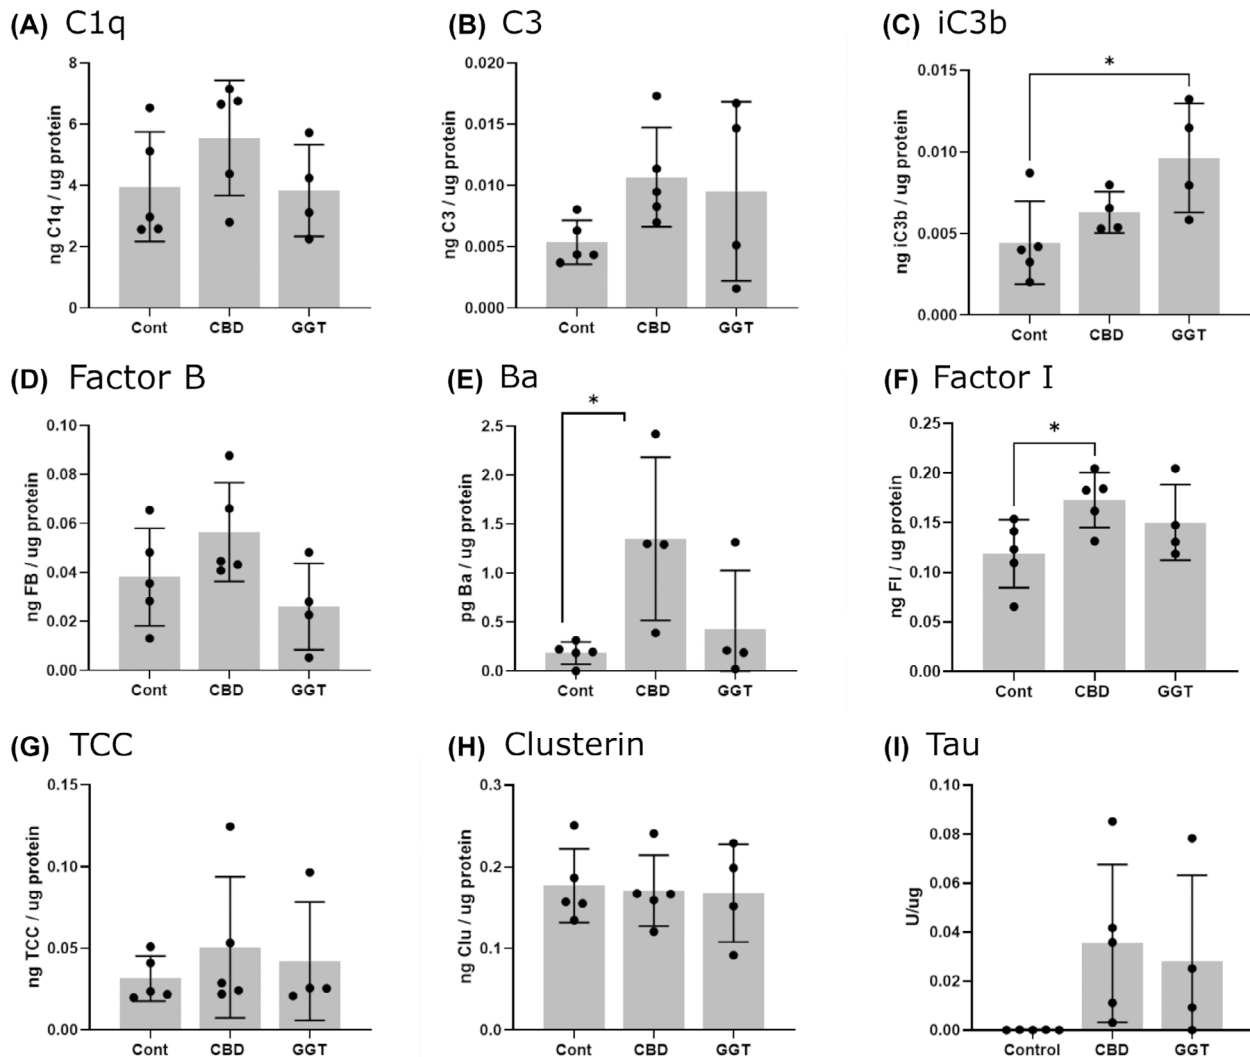 (A) C1q
ng C1q / ug protein
8
6
4
2
0
Cont CBD GGT
(B) C3
ng C3 / ug protein
0.020
0.015
0.010
0.005
0.000
Cont CBD GGT
(C) iC3b
ng iC3b / ug protein
0.015
0.010
0.005
0.000
*
Cont CBD GGT
(D) Factor B
ng FB / ug protein
0.10
0.08
0.06
0.04
0.02
0.00
Cont CBD GGT
(E) Ba
pg Ba / ug protein
2.5
2.0
1.5
1.0
0.5
0.0
*
Cont CBD GGT
(F) Factor I
ng FI / ug protein
0.25
0.20
0.15
0.10
0.05
0.00
*
Cont CBD GGT
(G) TCC
ng TCC / ug protein
0.15
0.10
0.05
0.00
Cont CBD GGT
(H) Clusterin
ng Clu / ug protein
0.3
0.2
0.1
0.0
Cont CBD GGT
(I) Tau
U/ug
0.10
0.08
0.06
0.04
0.02
0.00
Control CBD GGT